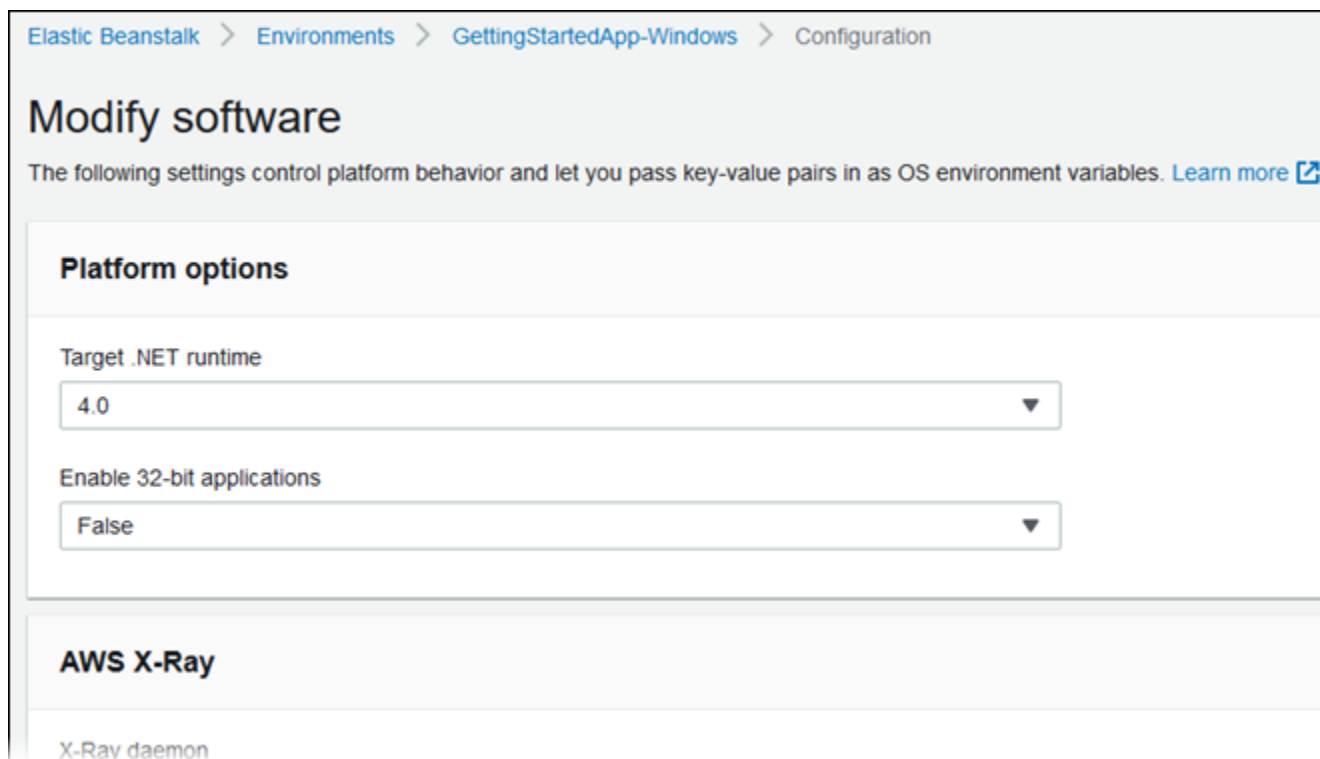 Elastic Beanstalk > Environments > GettingStartedApp-Windows > Configuration
Modify software
The following settings control platform behavior and let you pass key-value pairs in as OS environment variables. Learn more
Platform options
Target .NET runtime
4.0
Enable 32-bit applications
False
AWS X-Ray
X-Ray daemon